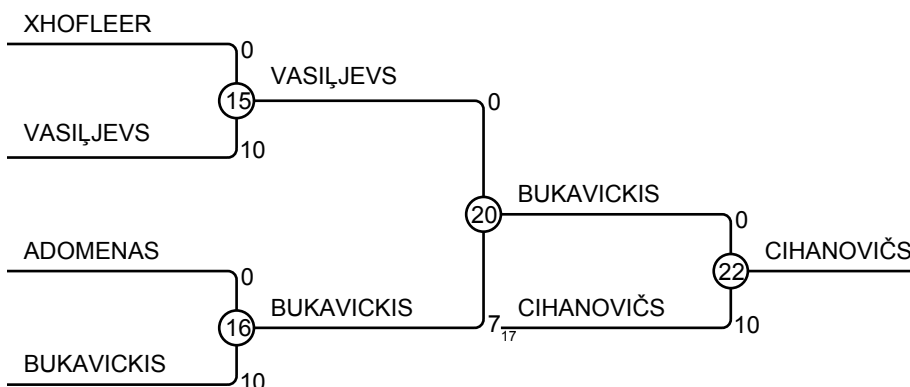 XHOFLEER
0
15
VASIĻJEVS
0
VASIĻJEVS
10
20
BUKAVICKIS
0
ADOMENAS
0
22
CIHANOVIČS
16
BUKAVICKIS
7
17
CIHANOVIČS
10
BUKAVICKIS
10